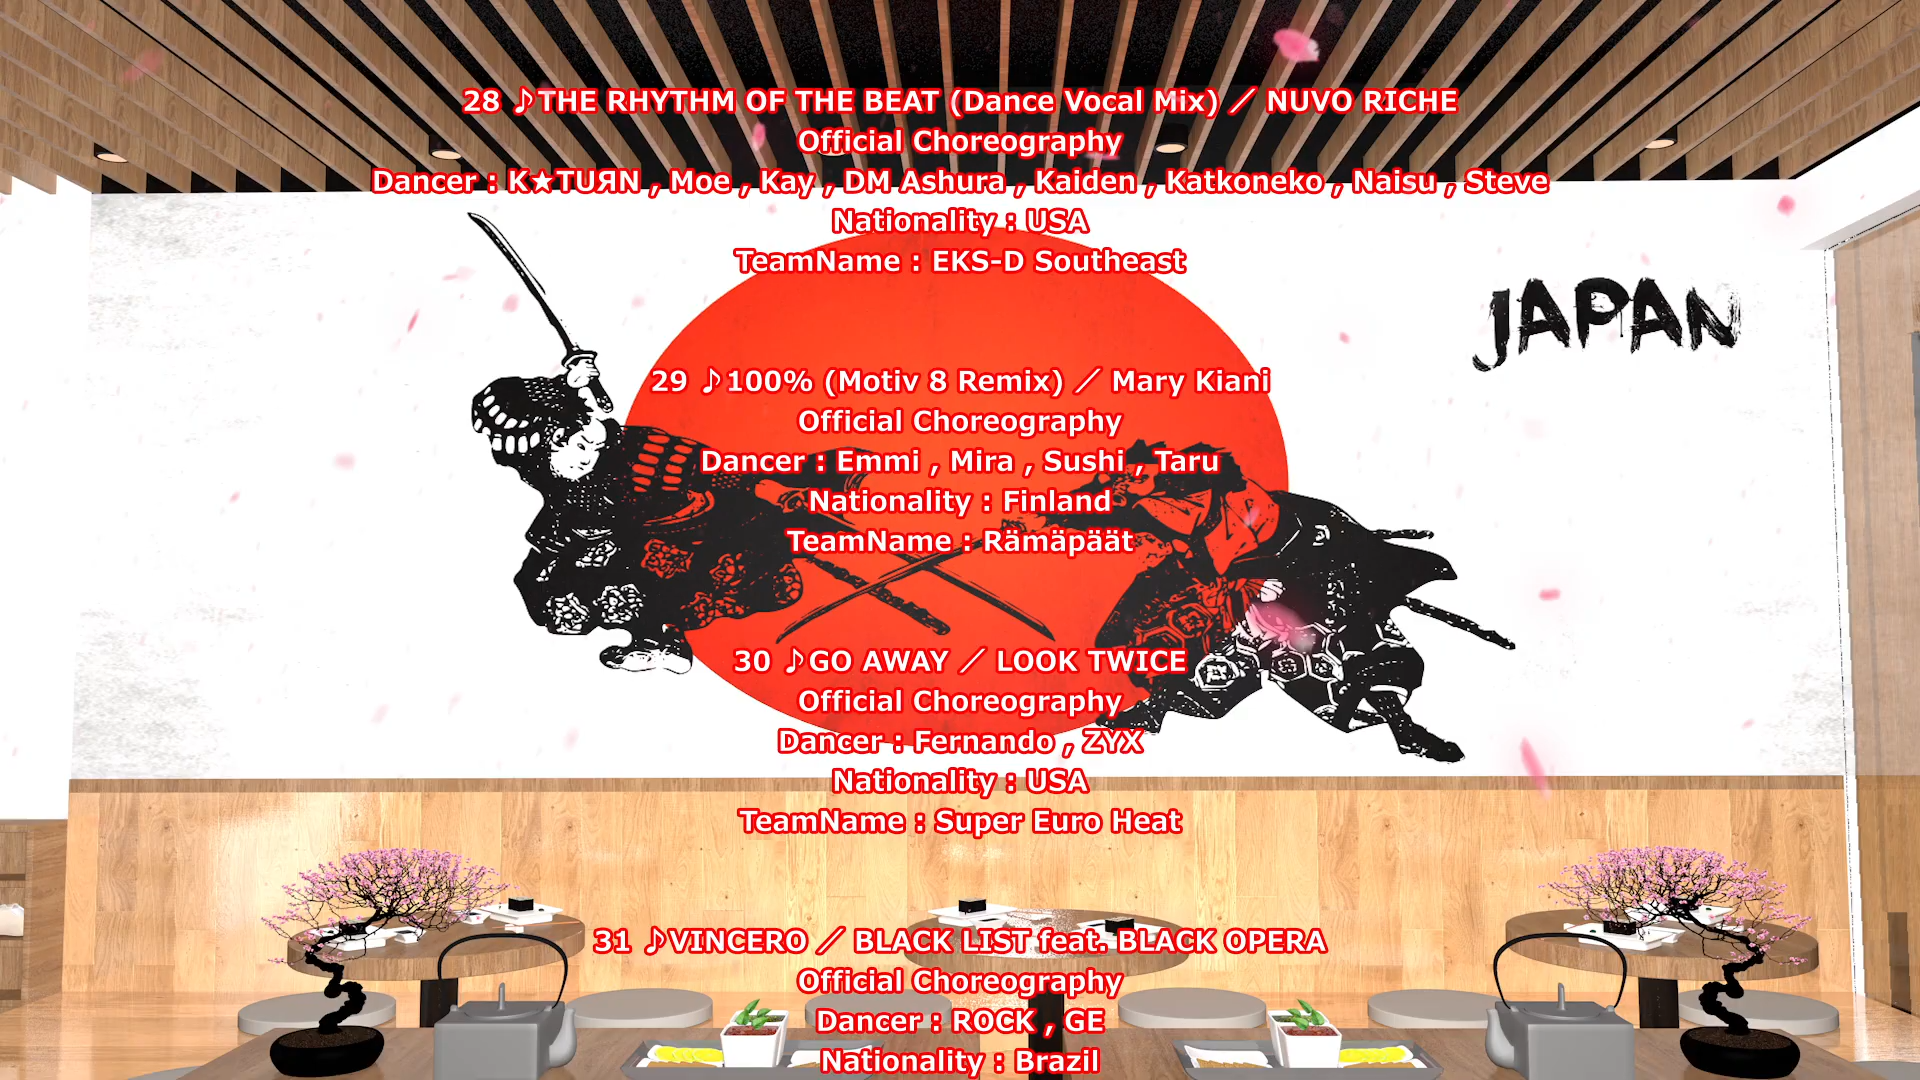 28 ♪THE RHYTHM OF THE BEAT (Dance Vocal Mix) ／ NUVO RICHE
Official Choreography
Dancer : K★TUЯN , Moe , Kay , DM Ashura , Kaiden , Katkoneko , Naisu , Steve
Nationality : USA
TeamName : EKS-D Southeast
JAPAN
29 ♪100% (Motiv 8 Remix) ／ Mary Kiani
Official Choreography
Dancer : Emmi , Mira , Sushi , Taru
Nationality : Finland
TeamName : Rämäpäät
30 ♪GO AWAY ／ LOOK TWICE
Official Choreography
Dancer : Fernando , ZYX
Nationality : USA
TeamName : Super Euro Heat
31 ♪VINCERO ／ BLACK LIST feat. BLACK OPERA
Official Choreography
Dancer : ROCK , GE
Nationality : Brazil